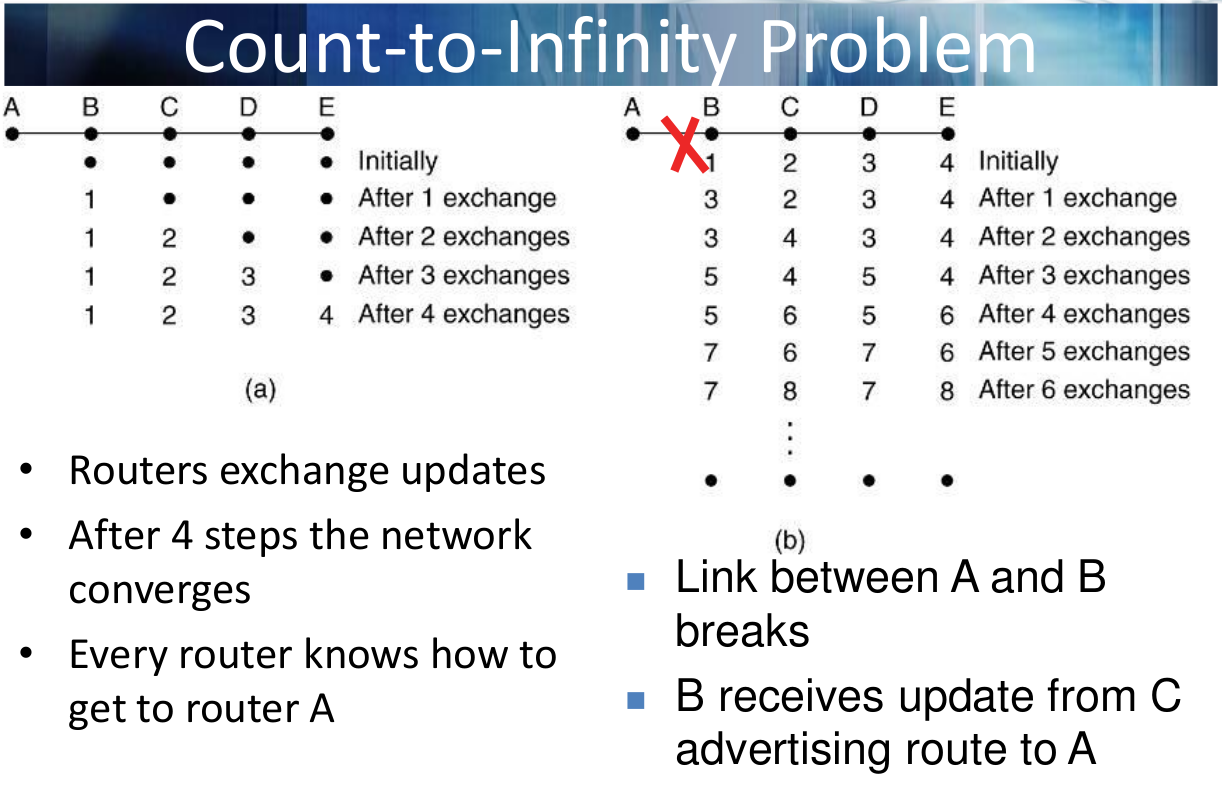 Count-to-Infinity Problem
A B C D E
• • • • Initially
1 • • • After 1 exchange
1 2 • • After 2 exchanges
1 2 3 • After 3 exchanges
1 2 3 4 After 4 exchanges
(a)
• Routers exchange updates
• After 4 steps the network
converges
• Every router knows how to
get to router A
A B C D E
1 2 3 4 Initially
3 2 3 4 After 1 exchange
3 4 3 4 After 2 exchanges
5 4 5 4 After 3 exchanges
5 6 5 6 After 4 exchanges
7 6 7 6 After 5 exchanges
7 8 7 8 After 6 exchanges
⋮
• • • •
(b)
■ Link between A and B
breaks
■ B receives update from C
advertising route to A